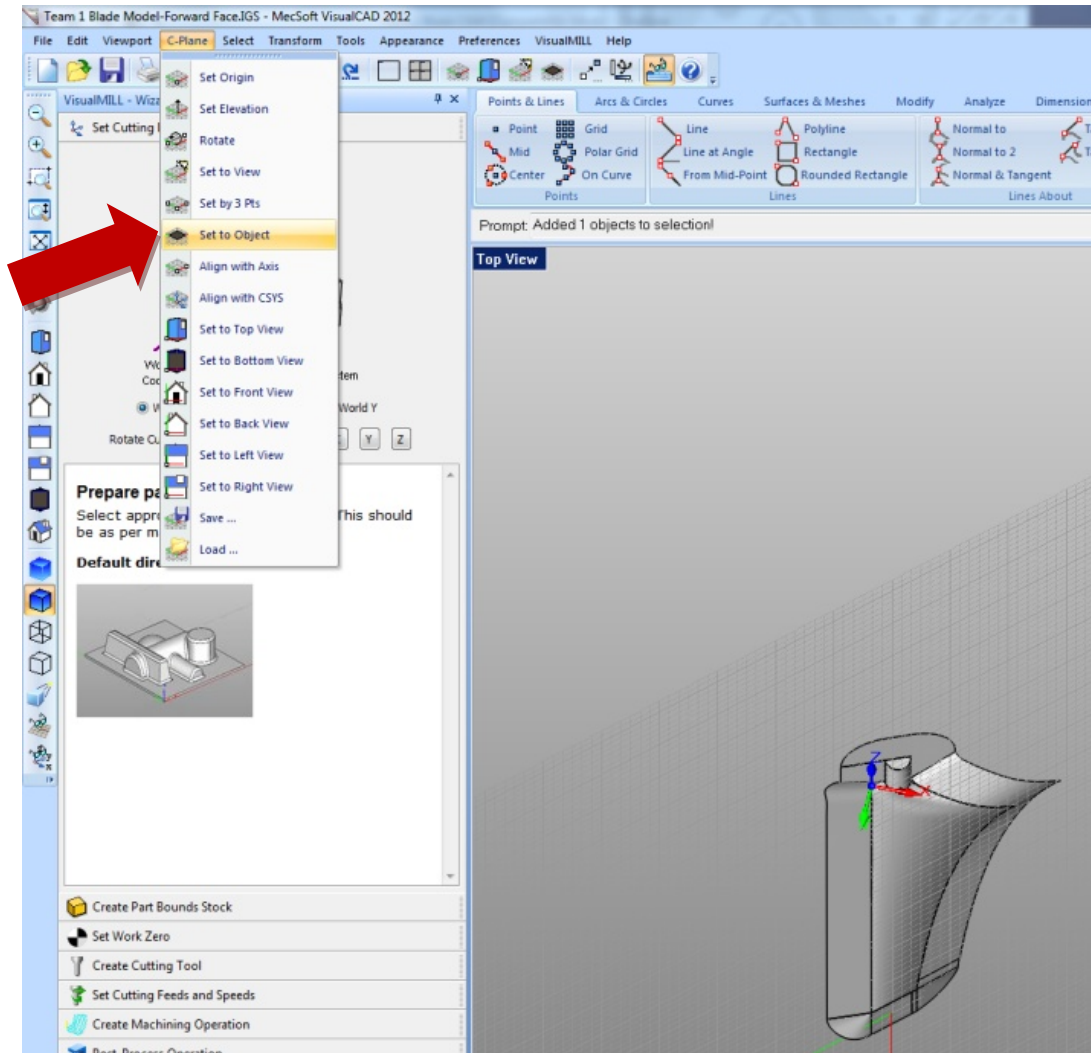 Team 1 Blade Model-Forward Face.IGS - MecSoft VisualCAD 2012
File Edit Viewport C-Plane Select Transform Tools Appearance Preferences VisualMILL Help
VisualMILL - Wiza
Set Cutting
Set Origin
Set Elevation
Rotate
Set to View
Set by 3 Pts
Set to Object
Align with Axis
Align with CSYS
Set to Top View
Set to Bottom View
Set to Front View
Set to Back View
Set to Left View
Set to Right View
Save ...
Load ...
World Y
Rotate Cu
Y Z
Prepare pa
Select appr This should
be as per m
Default dire
Create Part Bounds Stock
Set Work Zero
Create Cutting Tool
Set Cutting Feeds and Speeds
Create Machining Operation
Post-Process Operation
Points & Lines Arcs & Circles Curves Surfaces & Meshes Modify Analyze Dimension
Point Grid Line Polyline Normal to
Mid Polar Grid Line at Angle Rectangle Normal to 2
Center On Curve From Mid-Point Rounded Rectangle Normal & Tangent
Points Lines Lines About
Prompt: Added 1 objects to selection!
Top View
Z
X